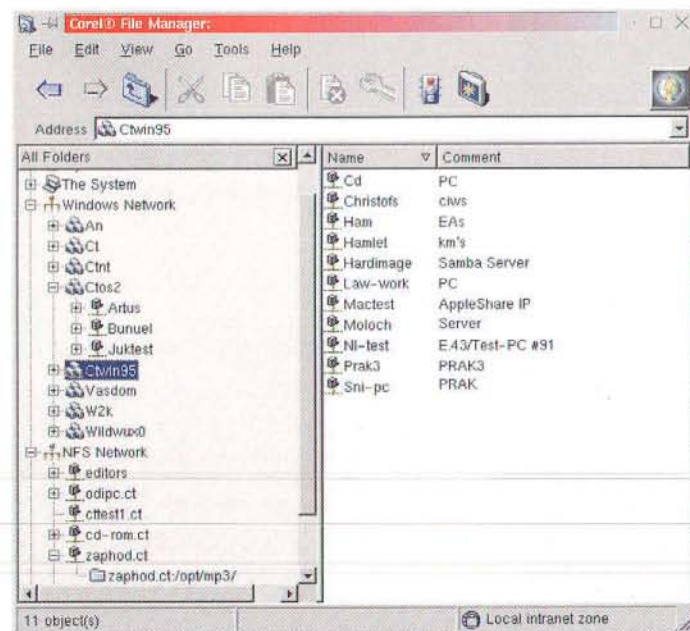 Corel® File Manager:
File Edit View Go Tools Help
Address Ctwin95
All Folders
The System
Windows Network
An
Ct
Ctnt
Ctos2
Artus
Bunuel
Juktest
Ctwin95
Vasdom
W2k
Wildwux0
NFS Network
editors
odipc.ct
cttest1.ct
cd-rom.ct
zaphod.ct
zaphod.ct:/opt/mp3/
Name Comment
Cd PC
Christofs ciws
Ham EAs
Hamlet km's
Hardimage Samba Server
Law-work PC
Mactest AppleShare IP
Moloch Server
NI-test E.43/Test-PC #91
Prak3 PRAK3
Sni-pc PRAK
11 object(s) Local intranet zone